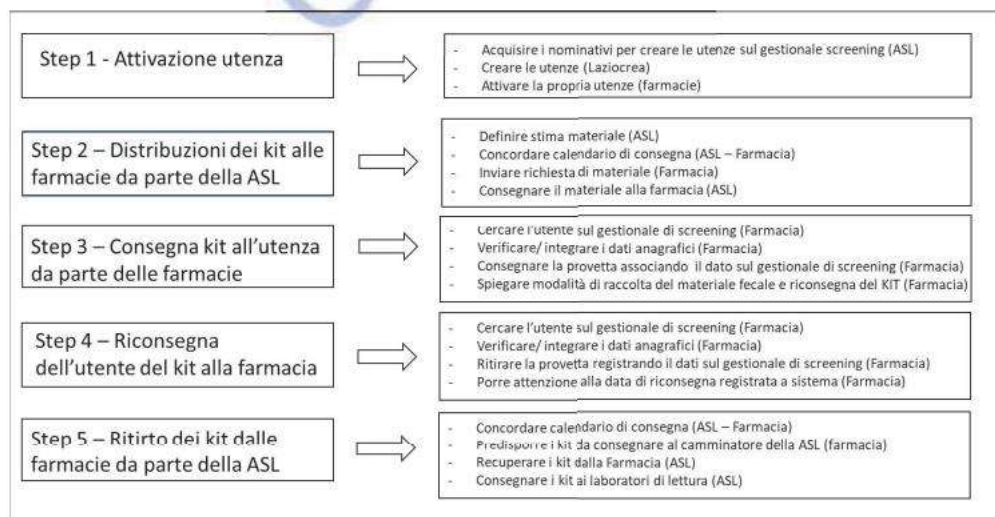 Step 1 - Attivazione utenza
- Acquisire i nominativi per creare le utenze sul gestionale screening (ASL)
- Creare le utenze (Laziocrea)
- Attivare la propria utenze (farmacie)
Step 2 – Distribuzioni dei kit alle
farmacie da parte della ASL
- Definire stima materiale (ASL)
- Concordare calendario di consegna (ASL – Farmacia)
- Inviare richiesta di materiale (Farmacia)
- Consegnare il materiale alla farmacia (ASL)
Step 3 – Consegna kit all'utenza
da parte delle farmacie
- Cercare l'utente sul gestionale di screening (Farmacia)
- Verificare/ integrare i dati anagrafici (Farmacia)
- Consegnare la provetta associando il dato sul gestionale di screening (Farmacia)
- Spiegare modalità di raccolta del materiale fecale e riconsegna del KIT (Farmacia)
Step 4 – Riconsegna
dell'utente del kit alla farmacia
- Cercare l'utente sul gestionale di screening (Farmacia)
- Verificare/ integrare i dati anagrafici (Farmacia)
- Ritirare la provetta registrando il dati sul gestionale di screening (Farmacia)
- Porre attenzione alla data di riconsegna registrata a sistema (Farmacia)
Step 5 – Ritirto dei kit dalle
farmacie da parte della ASL
- Concordare calendario di consegna (ASL – Farmacia)
- Predisporre i kit da consegnare al camminatore della ASL (farmacia)
- Recuperare i kit dalla Farmacia (ASL)
- Consegnare i kit ai laboratori di lettura (ASL)